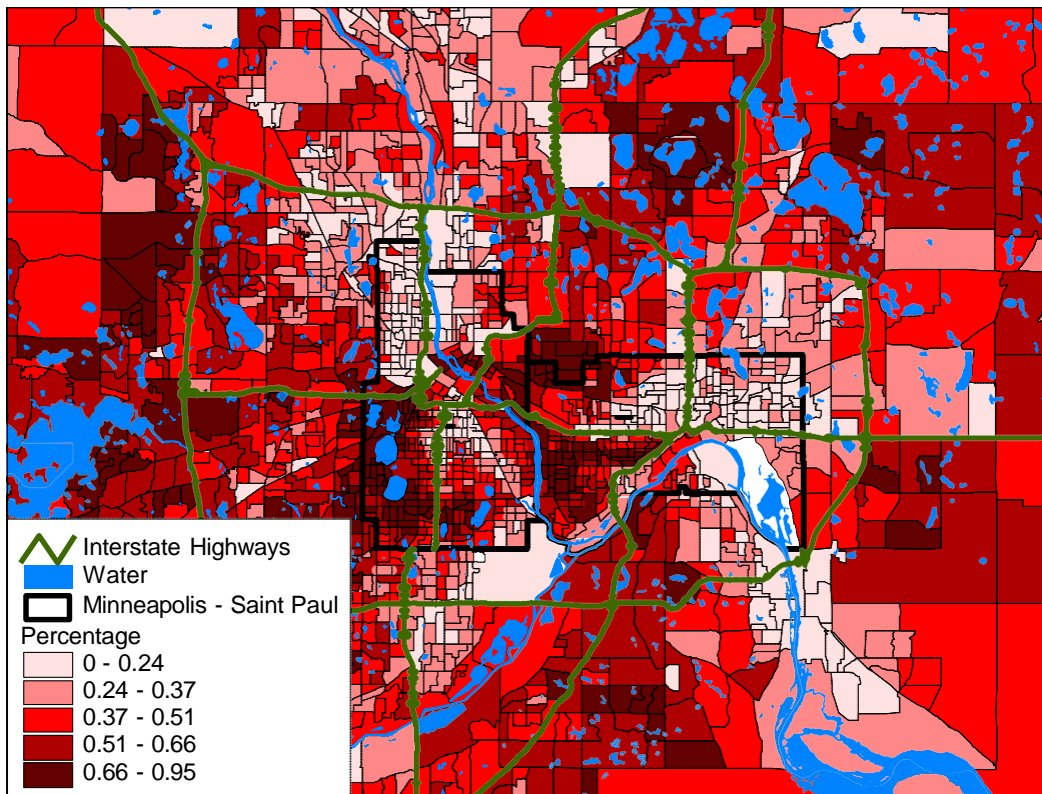 Interstate Highways
Water
Minneapolis - Saint Paul
Percentage
0 - 0.24
0.24 - 0.37
0.37 - 0.51
0.51 - 0.66
0.66 - 0.95